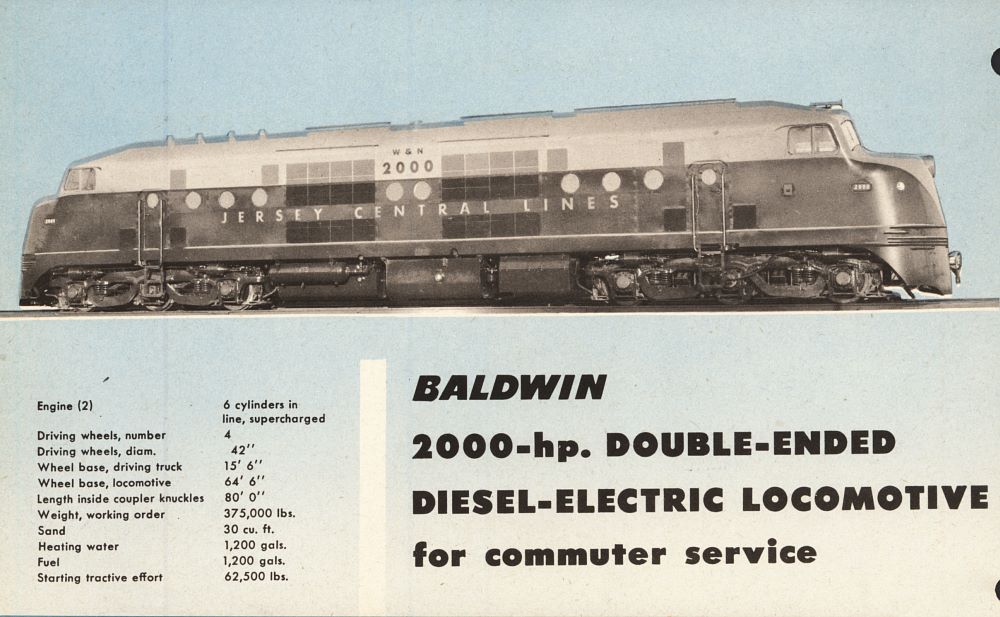 W & N
2000
JERSEY CENTRAL LINES
2000
BALDWIN
2000-hp. DOUBLE-ENDED
DIESEL-ELECTRIC LOCOMOTIVE
for commuter service
Engine (2) 6 cylinders in
line, supercharged
Driving wheels, number 4
Driving wheels, diam. 42''
Wheel base, driving truck 15' 6''
Wheel base, locomotive 64' 6''
Length inside coupler knuckles 80' 0''
Weight, working order 375,000 lbs.
Sand 30 cu. ft.
Heating water 1,200 gals.
Fuel 1,200 gals.
Starting tractive effort 62,500 lbs.